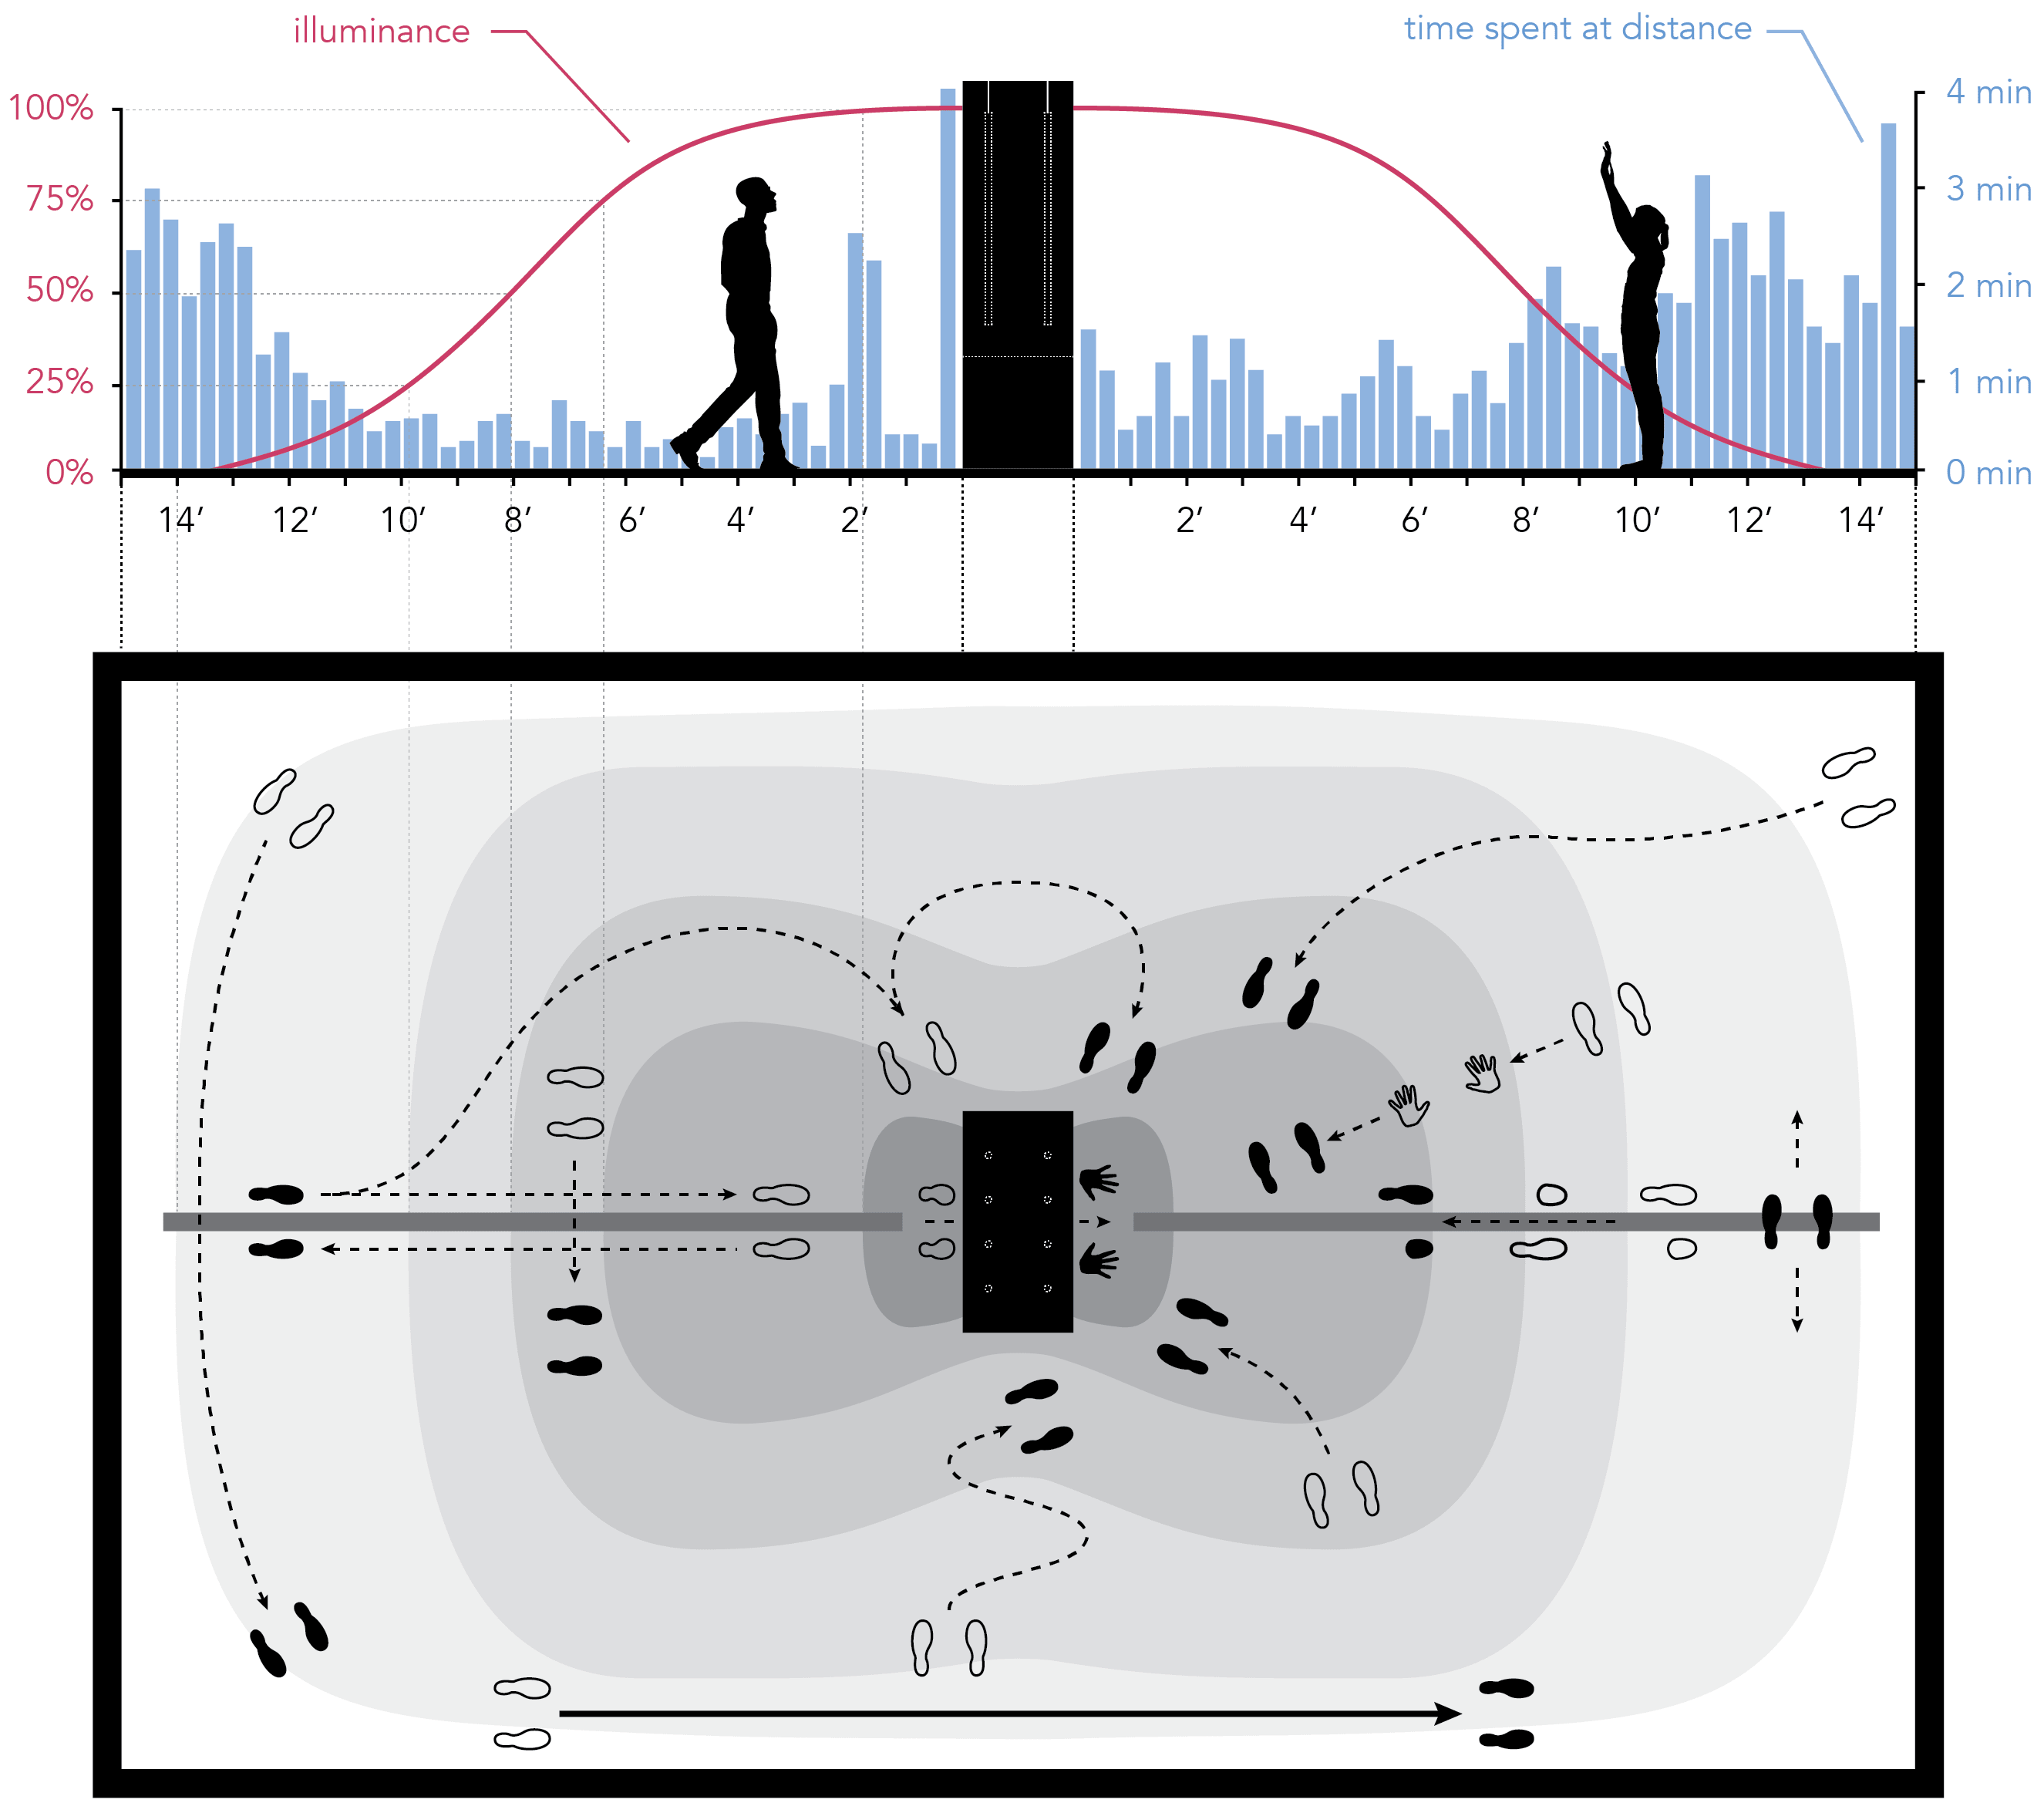 illuminance
time spent at distance
100%
75%
50%
25%
0%
4 min
3 min
2 min
1 min
0 min
14′ 12′ 10′ 8′ 6′ 4′ 2′ 2′ 4′ 6′ 8′ 10′ 12′ 14′